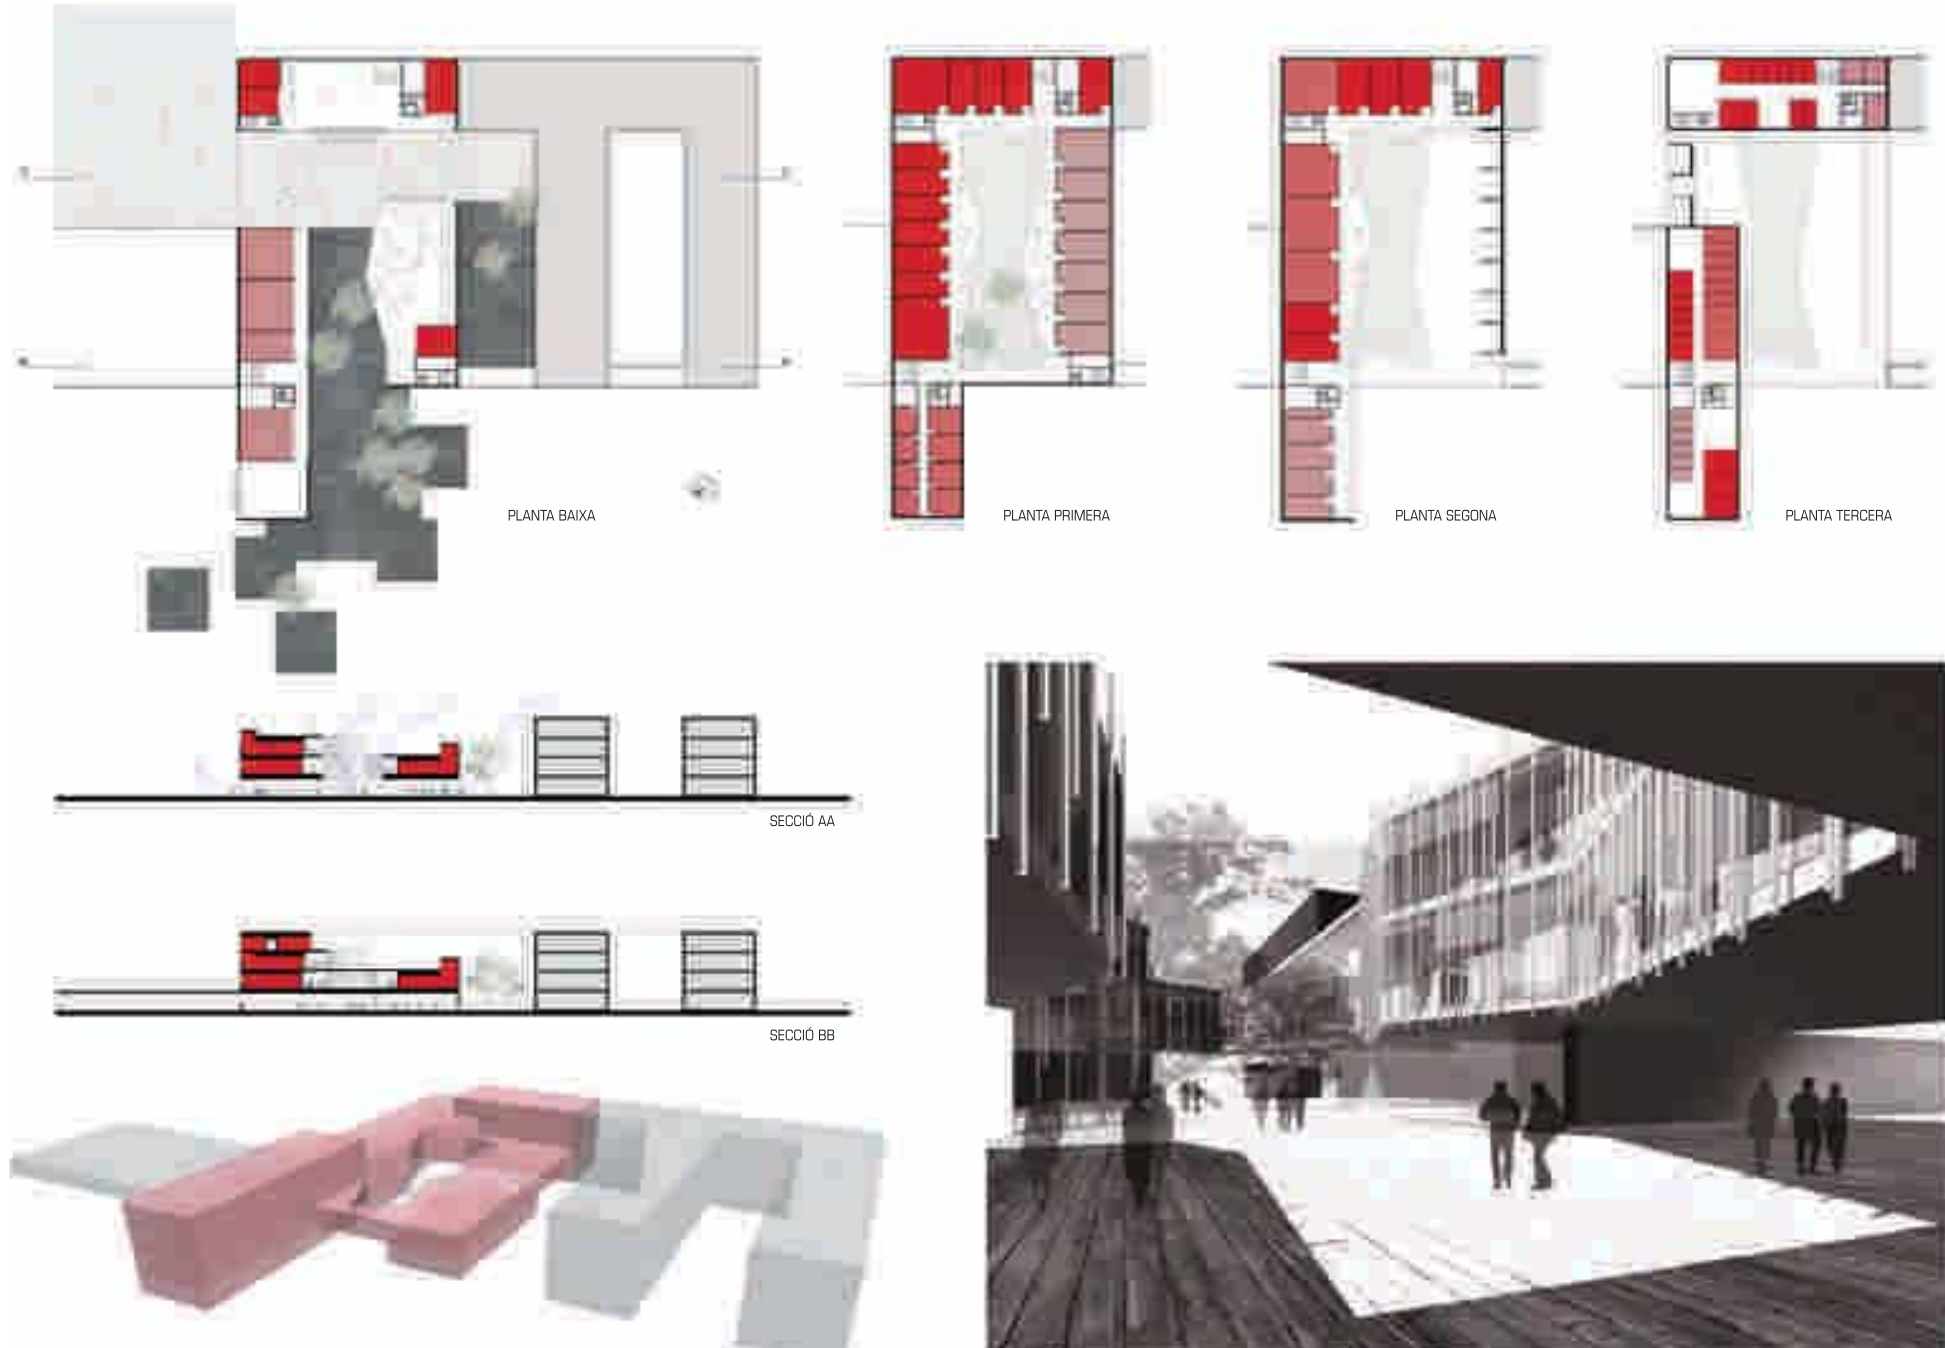 PLANTA BAIXA
PLANTA PRIMERA
PLANTA SEGONA
PLANTA TERCERA
SECCIÓ AA
SECCIÓ BB